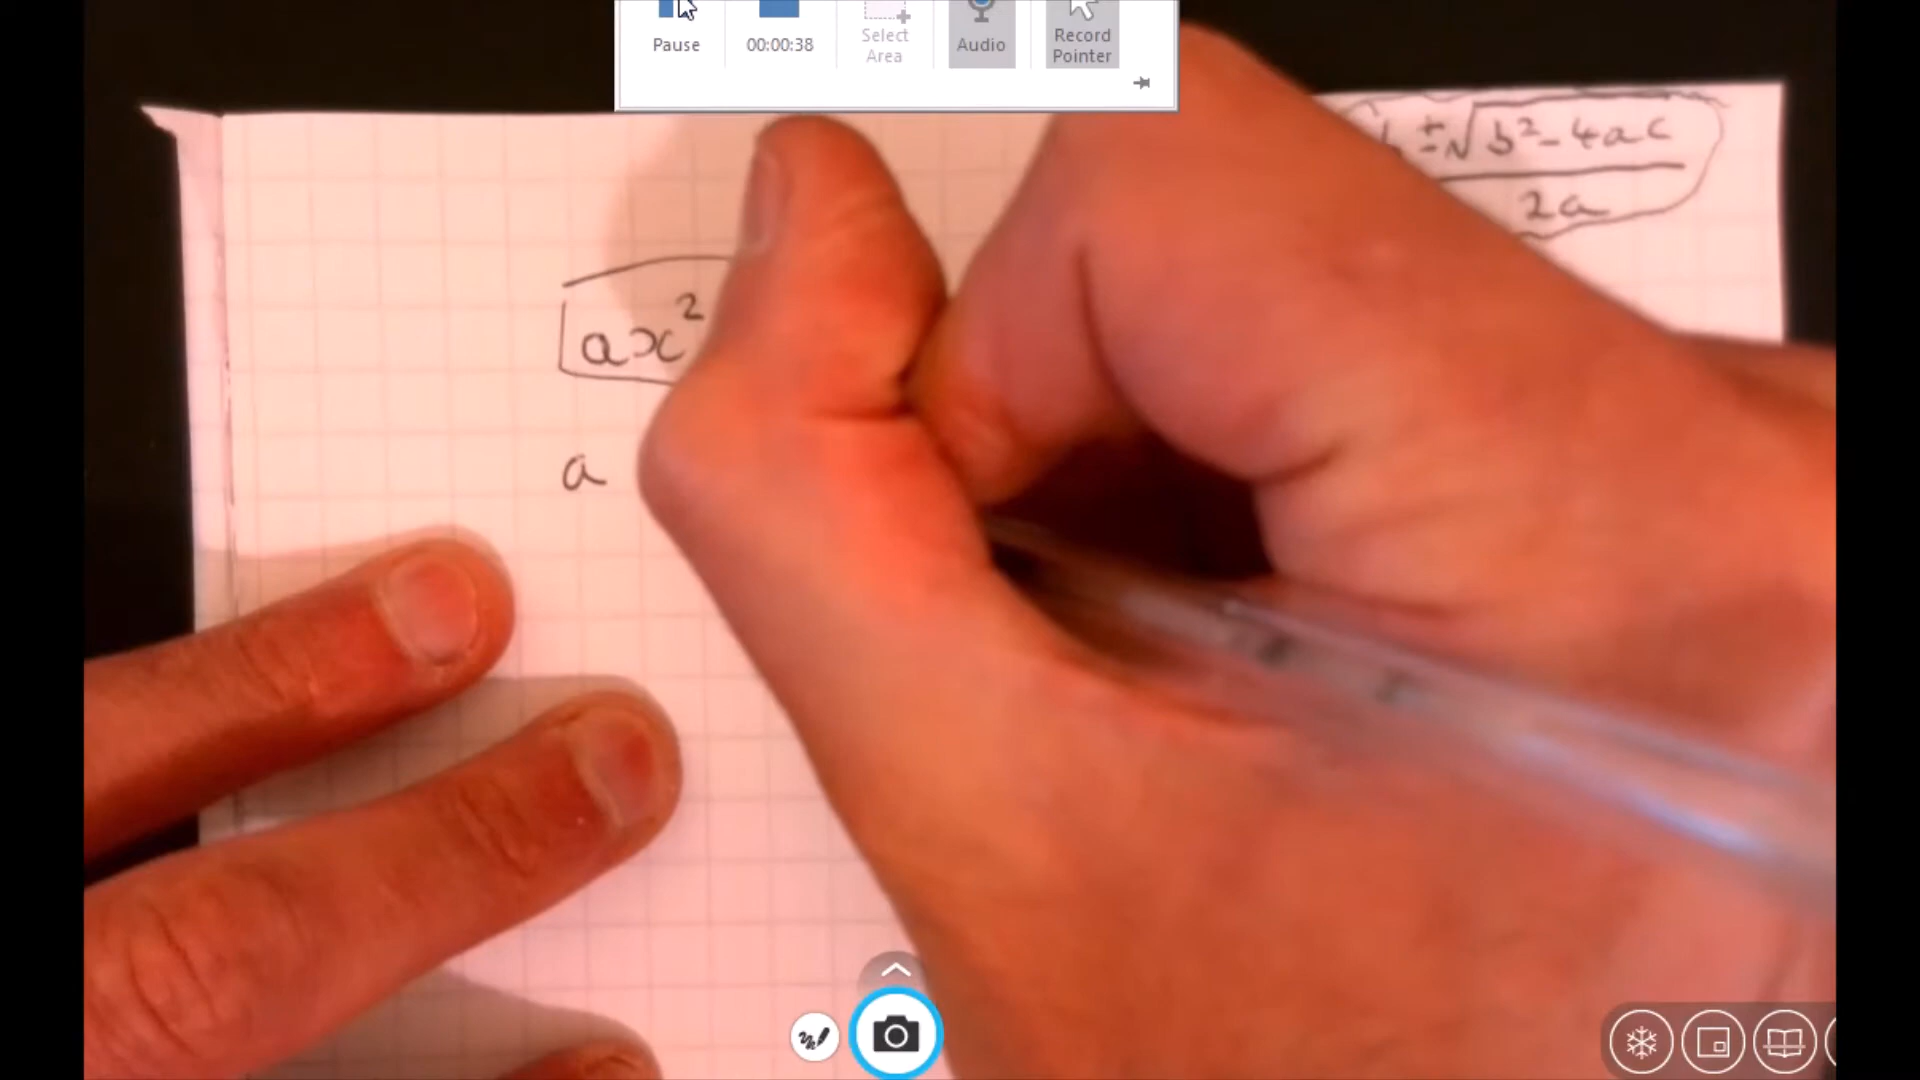 Pause
00:00:38
Select
Area
Audio
Record
Pointer
± √b² - 4ac
2a
ax²
a